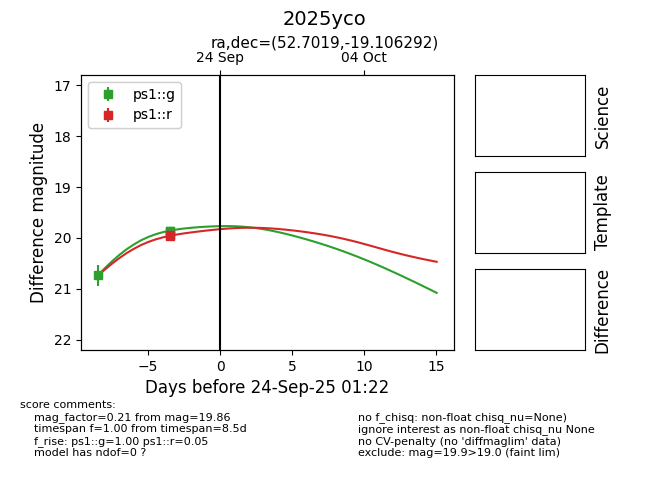 2025yco
ra,dec=(52.7019,-19.106292)
24 Sep
04 Oct
ps1::g
ps1::r
17
18
19
20
21
22
Difference magnitude
−5
0
5
10
15
Days before 24-Sep-25 01:22
Science
Template
Difference
score comments:
mag_factor=0.21 from mag=19.86
timespan f=1.00 from timespan=8.5d
f_rise: ps1::g=1.00 ps1::r=0.05
model has ndof=0 ?
no f_chisq: non-float chisq_nu=None)
ignore interest as non-float chisq_nu None
no CV-penalty (no 'diffmaglim' data)
exclude: mag=19.9>19.0 (faint lim)